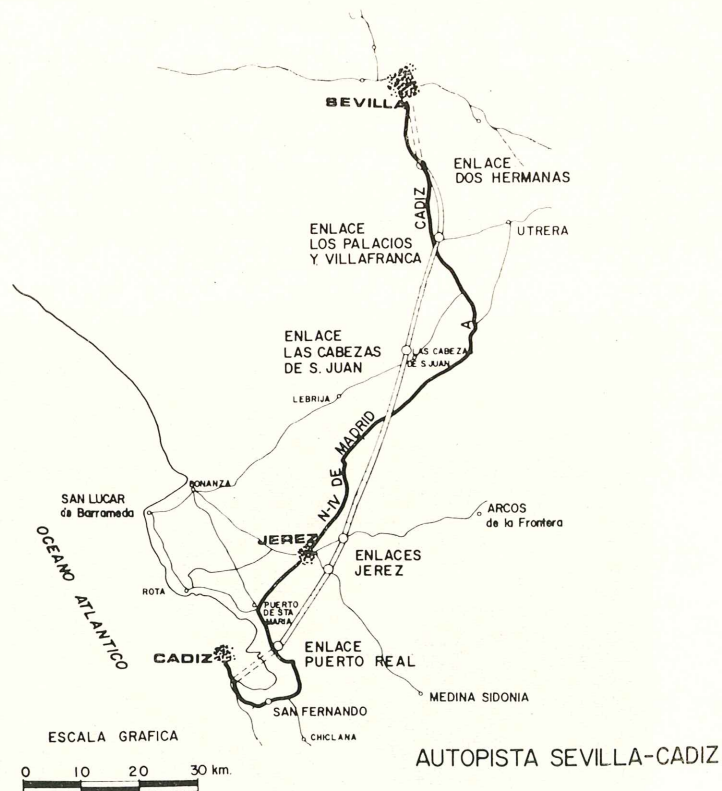 SEVILLA
ENLACE
DOS HERMANAS
CADIZ
ENLACE
LOS PALACIOS
Y VILLAFRANCA
UTRERA
A
ENLACE
LAS CABEZAS
DE S. JUAN
LAS CABEZAS
DE S. JUAN
LEBRIJA
N-IV DE MADRID
BONANZA
SAN LUCAR
de Barrameda
ARCOS
de la Frontera
JEREZ
ENLACES
JEREZ
OCEANO ATLANTICO
ROTA
PUERTO
DE STA
MARIA
ENLACE
PUERTO REAL
CADIZ
MEDINA SIDONIA
SAN FERNANDO
CHICLANA
ESCALA GRAFICA
AUTOPISTA SEVILLA-CADIZ
0 10 20 30 km.